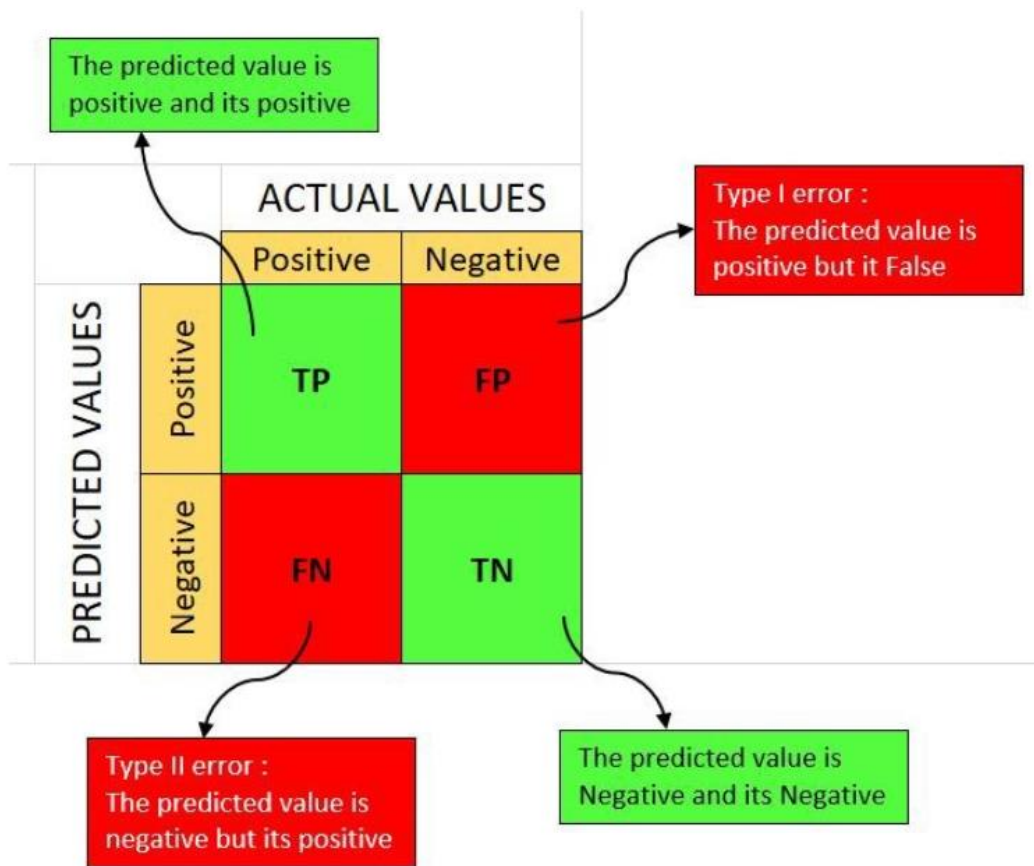 The predicted value is
positive and its positive
ACTUAL VALUES
Type I error :
The predicted value is
positive but it False
Positive
Negative
PREDICTED VALUES
Positive
TP
FP
Negative
FN
TN
Type II error :
The predicted value is
negative but its positive
The predicted value is
Negative and its Negative